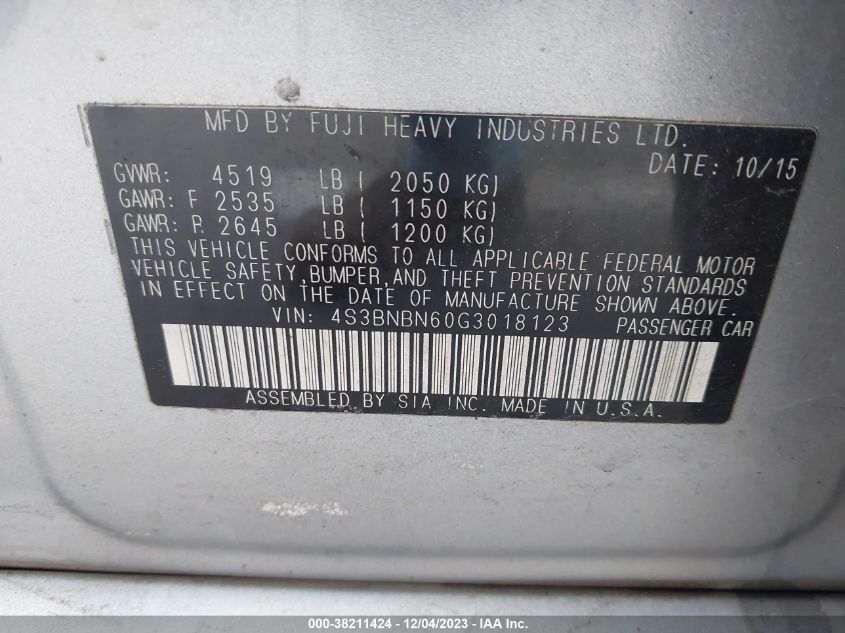 MFD BY FUJI HEAVY INDUSTRIES LTD.
DATE: 10/15
GVWR: 4519 LB ( 2050 KG)
GAWR: F 2535 LB ( 1150 KG)
GAWR: R 2645 LB ( 1200 KG)
THIS VEHICLE CONFORMS TO ALL APPLICABLE FEDERAL MOTOR
VEHICLE SAFETY, BUMPER, AND THEFT PREVENTION STANDARDS
IN EFFECT ON THE DATE OF MANUFACTURE SHOWN ABOVE.
VIN: 4S3BNBN60G3018123 PASSENGER CAR
ASSEMBLED BY SIA INC. MADE IN U.S.A.
000-38211424 - 12/04/2023 - IAA Inc.